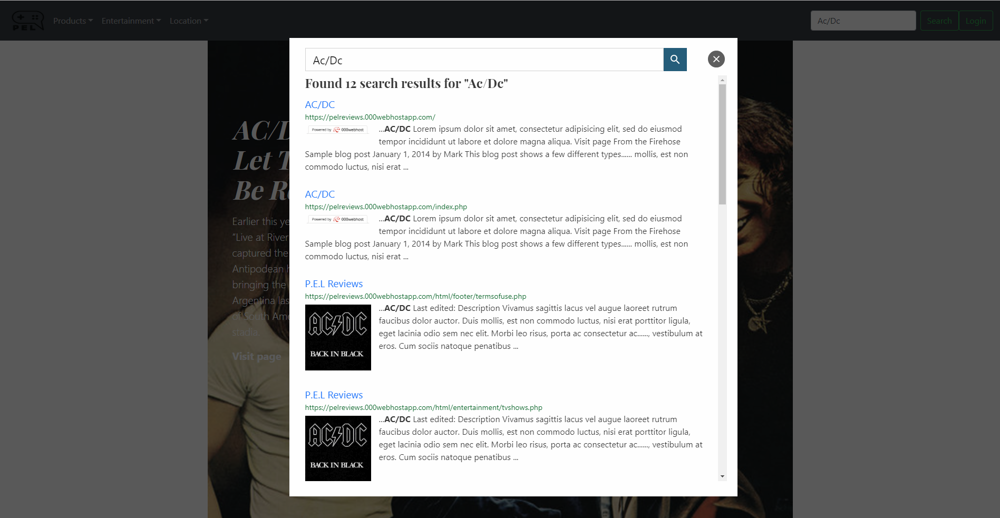 PEL
Products
Entertainment
Location
Ac/Dc
Search
Login
Ac/Dc
Found 12 search results for "Ac/Dc"
AC/DC
https://pelreviews.000webhostapp.com/
Powered by 000webhost
...AC/DC Lorem ipsum dolor sit amet, consectetur adipisicing elit, sed do eiusmod
tempor incididunt ut labore et dolore magna aliqua. Visit page From the Firehose
Sample blog post January 1, 2014 by Mark This blog post shows a few different types...... mollis, est non
commodo luctus, nisi erat ...
AC/DC
https://pelreviews.000webhostapp.com/index.php
Powered by 000webhost
...AC/DC Lorem ipsum dolor sit amet, consectetur adipisicing elit, sed do eiusmod
tempor incididunt ut labore et dolore magna aliqua. Visit page From the Firehose
Sample blog post January 1, 2014 by Mark This blog post shows a few different types...... mollis, est non
commodo luctus, nisi erat ...
P.E.L Reviews
https://pelreviews.000webhostapp.com/html/footer/termsofuse.php
AC/DC
BACK IN BLACK
...AC/DC Last edited: Description Vivamus sagittis lacus vel augue laoreet rutrum
faucibus dolor auctor. Duis mollis, est non commodo luctus, nisi erat porttitor ligula,
eget lacinia odio sem nec elit. Morbi leo risus, porta ac consectetur ac......, vestibulum at
eros. Cum sociis natoque penatibus ...
P.E.L Reviews
https://pelreviews.000webhostapp.com/html/entertainment/tvshows.php
AC/DC
BACK IN BLACK
...AC/DC Last edited: Description Vivamus sagittis lacus vel augue laoreet rutrum
faucibus dolor auctor. Duis mollis, est non commodo luctus, nisi erat porttitor ligula,
eget lacinia odio sem nec elit. Morbi leo risus, porta ac consectetur ac......, vestibulum at
eros. Cum sociis natoque penatibus ...
AC/D
Let T
Be R
Earlier this ye
“Live at River
captured the
Antipodean h
bringing the
Argentina las
of South Ame
stadia.
Visit page